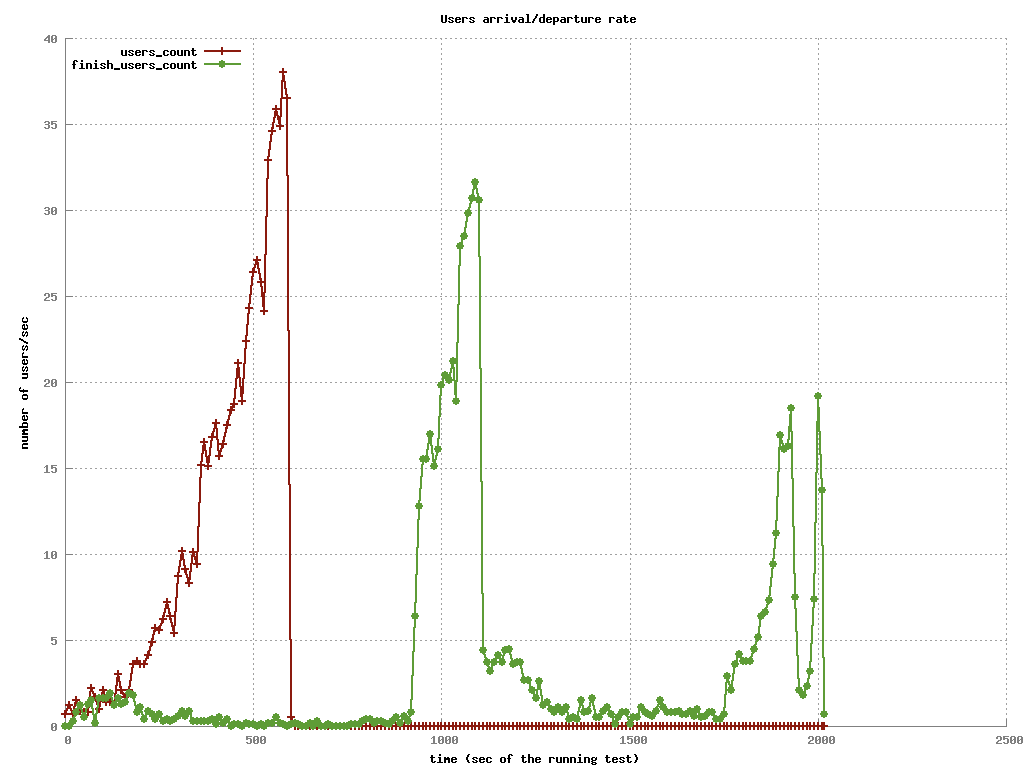 Users arrival/departure rate
users_count
finish_users_count
40
35
30
25
20
15
10
5
0
number of users/sec
0 500 1000 1500 2000 2500
time (sec of the running test)